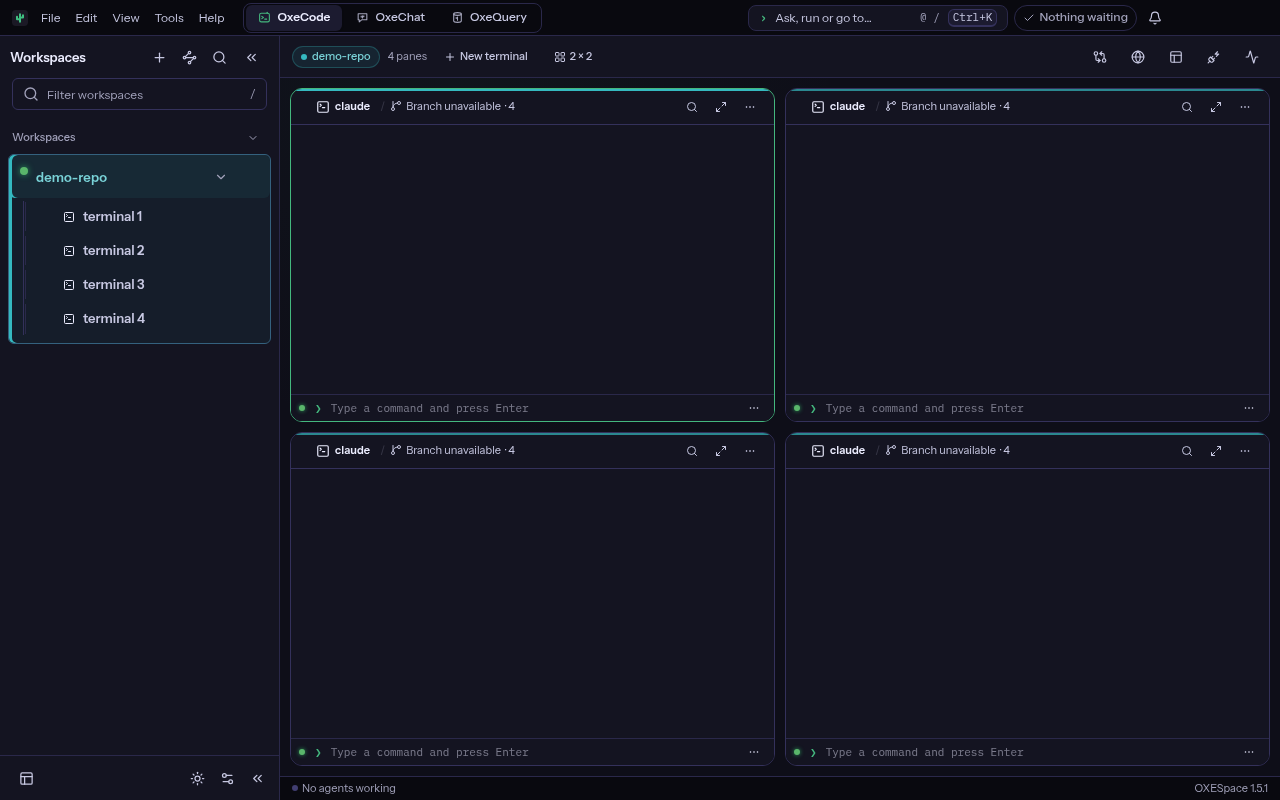 File Edit View Tools Help OxeCode OxeChat OxeQuery Ask, run or go to... @ / Ctrl+K Nothing waiting
Workspaces
demo-repo 4 panes New terminal 2 × 2
Filter workspaces /
Workspaces
demo-repo
terminal 1
terminal 2
terminal 3
terminal 4
claude / Branch unavailable · 4
❯ Type a command and press Enter
claude / Branch unavailable · 4
❯ Type a command and press Enter
claude / Branch unavailable · 4
❯ Type a command and press Enter
claude / Branch unavailable · 4
❯ Type a command and press Enter
No agents working
OXESpace 1.5.1